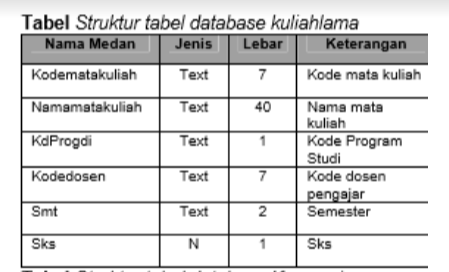 Tabel Struktur tabel database kuliahlama
Nama Medan Jenis Lebar Keterangan
Kodematakuliah Text 7 Kode mata kuliah
Namamatakuliah Text 40 Nama mata
kuliah
KdProgdi Text 1 Kode Program
Studi
Kodedosen Text 7 Kode dosen
pengajar
Smt Text 2 Semester
Sks N 1 Sks